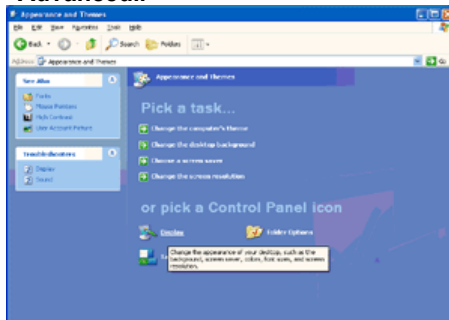 Appearance and Themes
File Edit View Favorites Tools Help
Back Search Folders
Address Appearance and Themes Go
See Also
Fonts
Mouse Pointers
High Contrast
User Account Picture
Troubleshooters
Display
Sound
Appearance and Themes
Pick a task...
Change the computer's theme
Change the desktop background
Choose a screen saver
Change the screen resolution
or pick a Control Panel icon
Display Folder Options
Change the appearance of your desktop, such as the
background, screen saver, colors, font sizes, and screen
resolution.